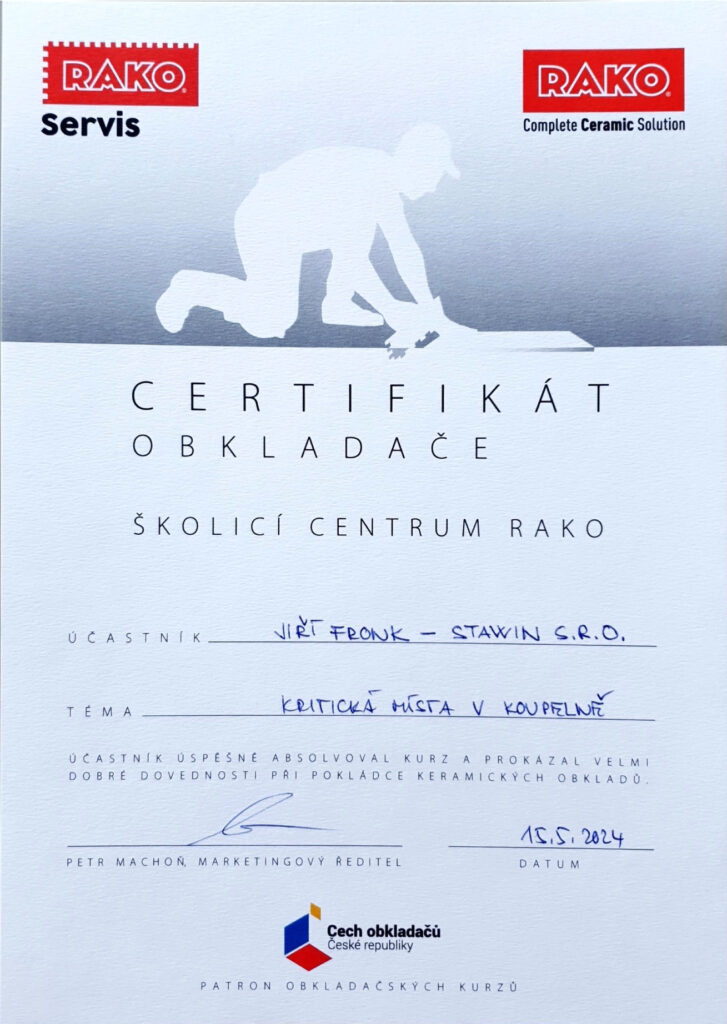 RAKO®
Servis
RAKO®
Complete Ceramic Solution
CERTIFIKÁT
OBKLADAČE
ŠKOLICÍ CENTRUM RAKO
ÚČASTNÍK JIŘÍ FRONK – STAWIN S.R.O.
TÉMA KRITICKÁ MÍSTA V KOUPELNĚ
ÚČASTNÍK ÚSPĚŠNĚ ABSOLVOVAL KURZ A PROKÁZAL VELMI
DOBRÉ DOVEDNOSTI PŘI POKLÁDCE KERAMICKÝCH OBKLADŮ.
15.5.2024
PETR MACHOŇ, MARKETINGOVÝ ŘEDITEL DATUM
Cech obkladačů
České republiky
PATRON OBKLADAČSKÝCH KURZŮ